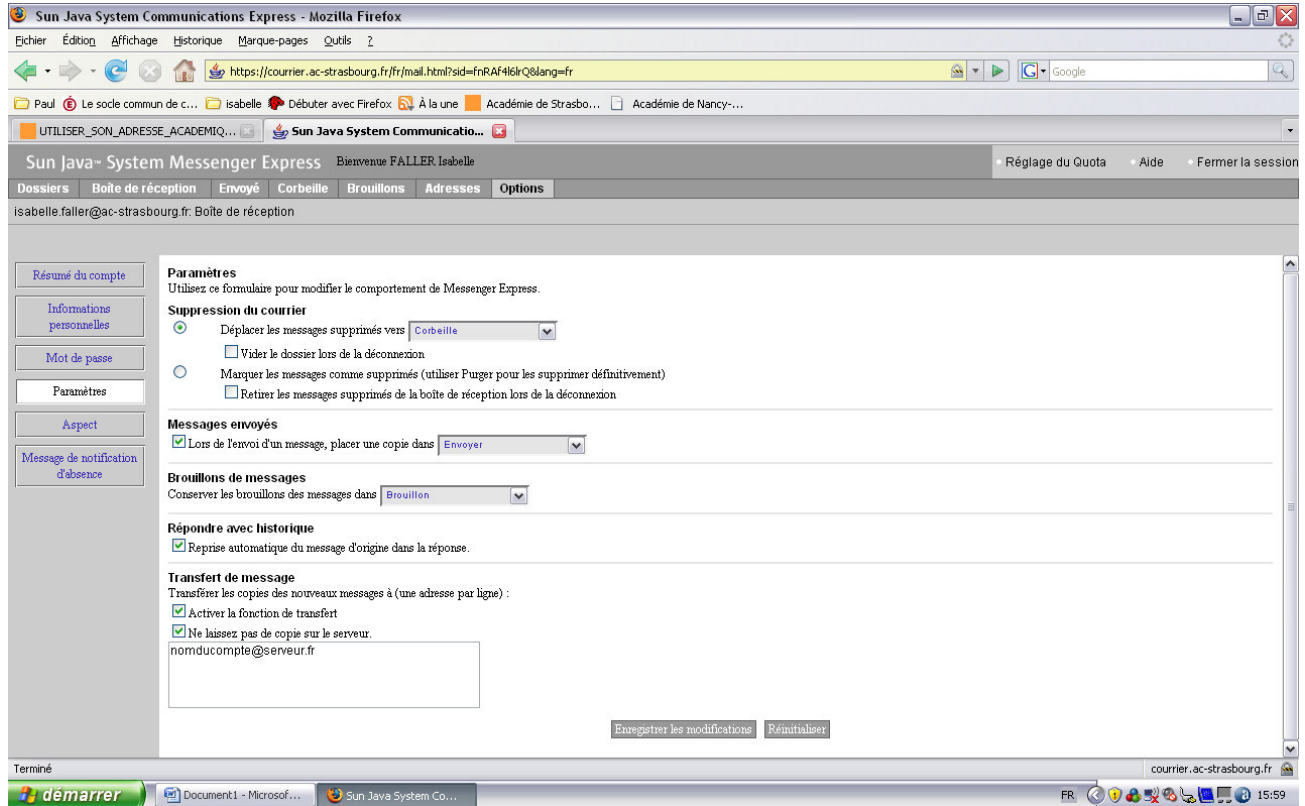 Sun Java System Communications Express - Mozilla Firefox
Eichier Édition Affichage Historique Marque-pages Outils ?
https://courrier.ac-strasbourg.fr/fr/mail.html?sid=fnRAf4l6lrQ&lang=fr
Google
Paul Le socle commun de c... isabelle Débuter avec Firefox À la une Académie de Strasbo... Académie de Nancy-...
UTILISER_SON_ADRESSE_ACADEMIQ... Sun Java System Communicatio...
Sun Java™ System Messenger Express Bienvenue FALLER Isabelle Réglage du Quota Aide Fermer la session
Dossiers Boîte de réception Envoyé Corbeille Brouillons Adresses Options
isabelle.faller@ac-strasbourg.fr: Boîte de réception
Résumé du compte
Informations
personnelles
Mot de passe
Paramètres
Aspect
Message de notification
d'absence
Paramètres
Utilisez ce formulaire pour modifier le comportement de Messenger Express.
Suppression du courrier
Déplacer les messages supprimés vers Corbeille
Vider le dossier lors de la déconnexion
Marquer les messages comme supprimés (utiliser Purger pour les supprimer définitivement)
Retirer les messages supprimés de la boîte de réception lors de la déconnexion
Messages envoyés
Lors de l'envoi d'un message, placer une copie dans Envoyer
Brouillons de messages
Conserver les brouillons des messages dans Brouillon
Répondre avec historique
Reprise automatique du message d'origine dans la réponse.
Transfert de message
Transférer les copies des nouveaux messages à (une adresse par ligne) :
Activer la fonction de transfert
Ne laissez pas de copie sur le serveur.
nomducompte@serveur.fr
Enregistrer les modifications Réinitialiser
Terminé courrier.ac-strasbourg.fr
démarrer Document1 - Microsof... Sun Java System Co... FR 15:59